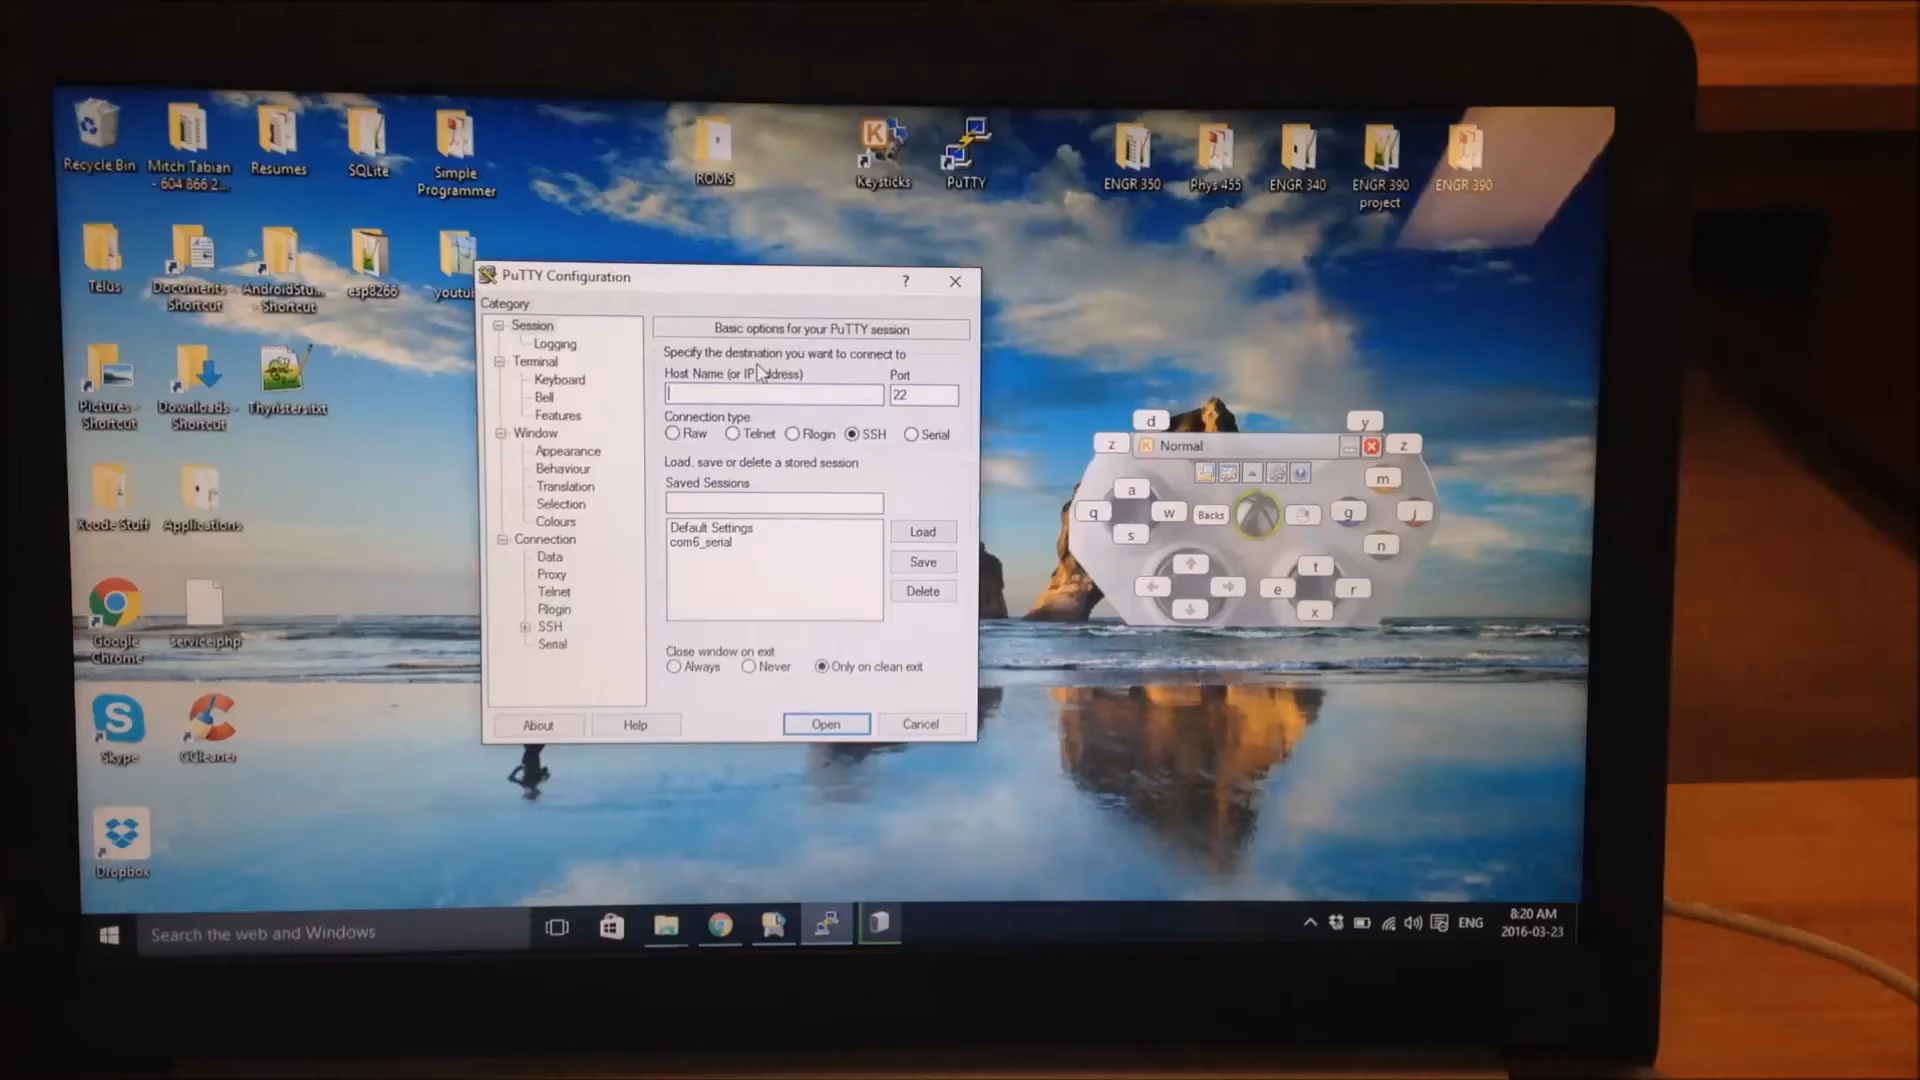 Recycle Bin
Mitch Tabian
- 604 866 2...
Resumes
SQLite
Simple
Programmer
ROMS
Keysticks
PuTTY
ENGR 350
Phys 455
ENGR 340
ENGR 390
project
ENGR 390
Telus
Documents -
Shortcut
AndroidStu...
- Shortcut
esp8266
youtu
Pictures -
Shortcut
Downloads -
Shortcut
Thyristers.txt
Xcode Stuff
Applications
Google
Chrome
service.php
Skype
CCleaner
Dropbox
PuTTY Configuration
?
Category
Session
Logging
Terminal
Keyboard
Bell
Features
Window
Appearance
Behaviour
Translation
Selection
Colours
Connection
Data
Proxy
Telnet
Rlogin
SSH
Serial
Basic options for your PuTTY session
Specify the destination you want to connect to
Host Name (or IP address)
Port
22
Connection type
Raw
Telnet
Rlogin
SSH
Serial
Load, save or delete a stored session
Saved Sessions
Default Settings
com6_serial
Load
Save
Delete
Close window on exit
Always
Never
Only on clean exit
About
Help
Open
Cancel
d
y
z
K
Normal
z
a
m
q
w
Backs
g
j
s
n
t
e
r
x
Search the web and Windows
ENG
8:20 AM
2016-03-23